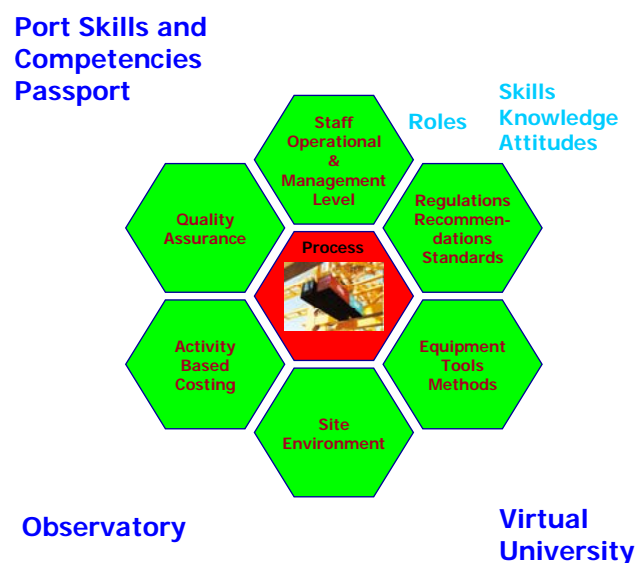 Port Skills and
Competencies
Passport
Skills
Knowledge
Attitudes
Roles
Staff
Operational
&
Management
Level
Quality
Assurance
Regulations
Recommen-
dations
Standards
Process
Activity
Based
Costing
Equipment
Tools
Methods
Site
Environment
Observatory
Virtual
University